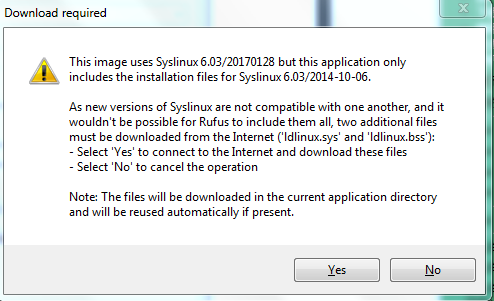 Download required
This image uses Syslinux 6.03/20170128 but this application only
includes the installation files for Syslinux 6.03/2014-10-06.
As new versions of Syslinux are not compatible with one another, and it
wouldn't be possible for Rufus to include them all, two additional files
must be downloaded from the Internet ('ldlinux.sys' and 'ldlinux.bss'):
- Select 'Yes' to connect to the Internet and download these files
- Select 'No' to cancel the operation
Note: The files will be downloaded in the current application directory
and will be reused automatically if present.
Yes
No